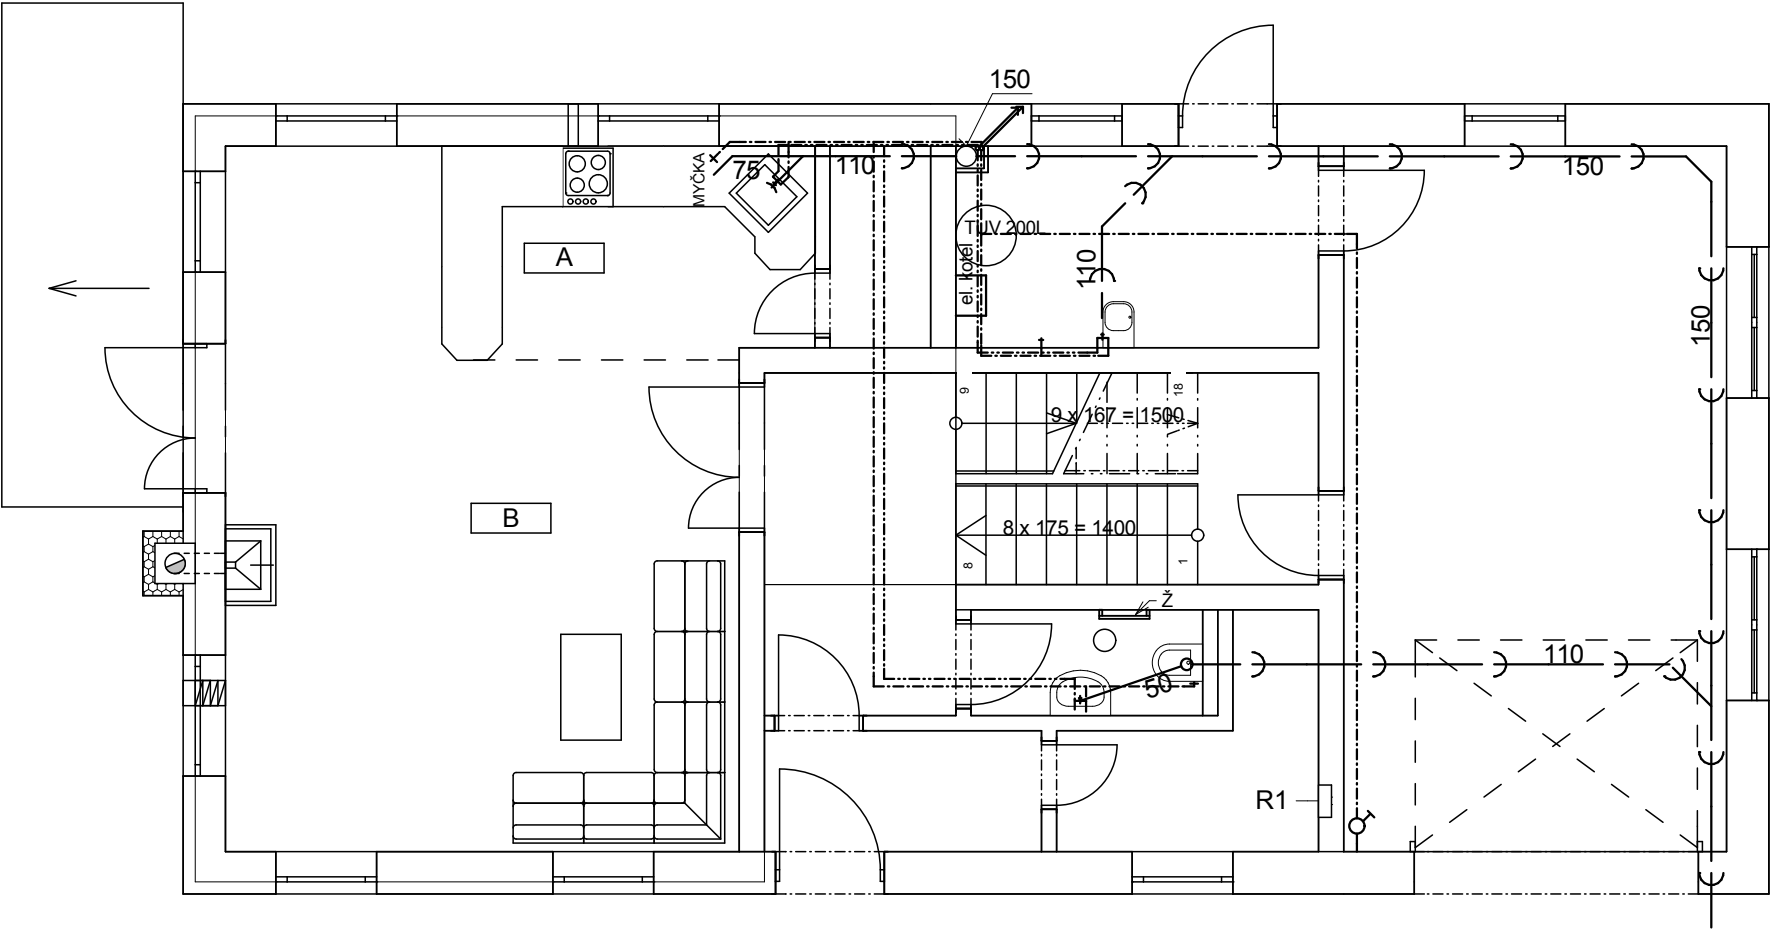 150
MYČKA
75
110
150
A
TUV 200L
el. kotel
110
150
9
18
9 x 167 = 1500
B
8 x 175 = 1400
8
1
Ž
110
50
R1